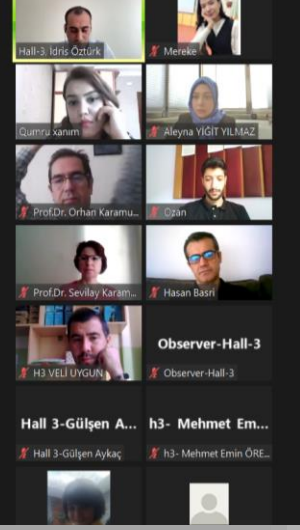 Hall-3. Idris Öztürk
Mereke
Qumru xanım
Aleyna YİĞİT YILMAZ
Prof.Dr. Orhan Karamu...
Ozan
Prof.Dr. Sevilay Karam...
Hasan Basri
H3 VELİ UYGUN
Observer-Hall-3
Observer-Hall-3
Hall 3-Gülşen A...
Hall 3-Gülşen Aykaç
h3- Mehmet Em...
h3- Mehmet Emin ÖRE...